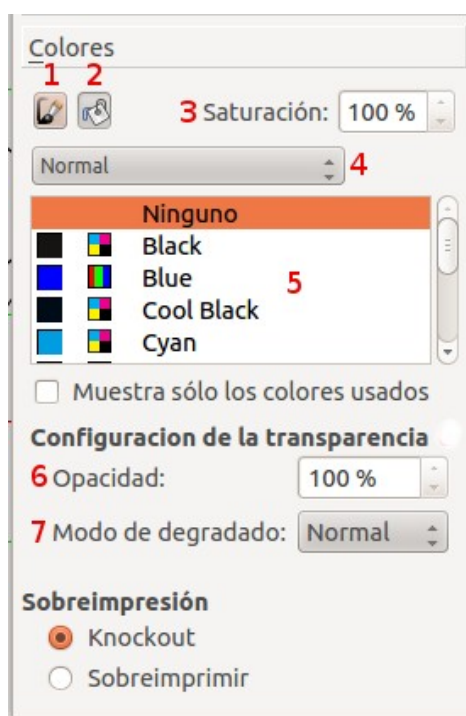 Colores
1 2
3 Saturación: 100 %
Normal 4
Ninguno
Black
Blue
5
Cool Black
Cyan
Muestra sólo los colores usados
Configuracion de la transparencia
6 Opacidad: 100 %
7 Modo de degradado: Normal
Sobreimpresión
Knockout
Sobreimprimir